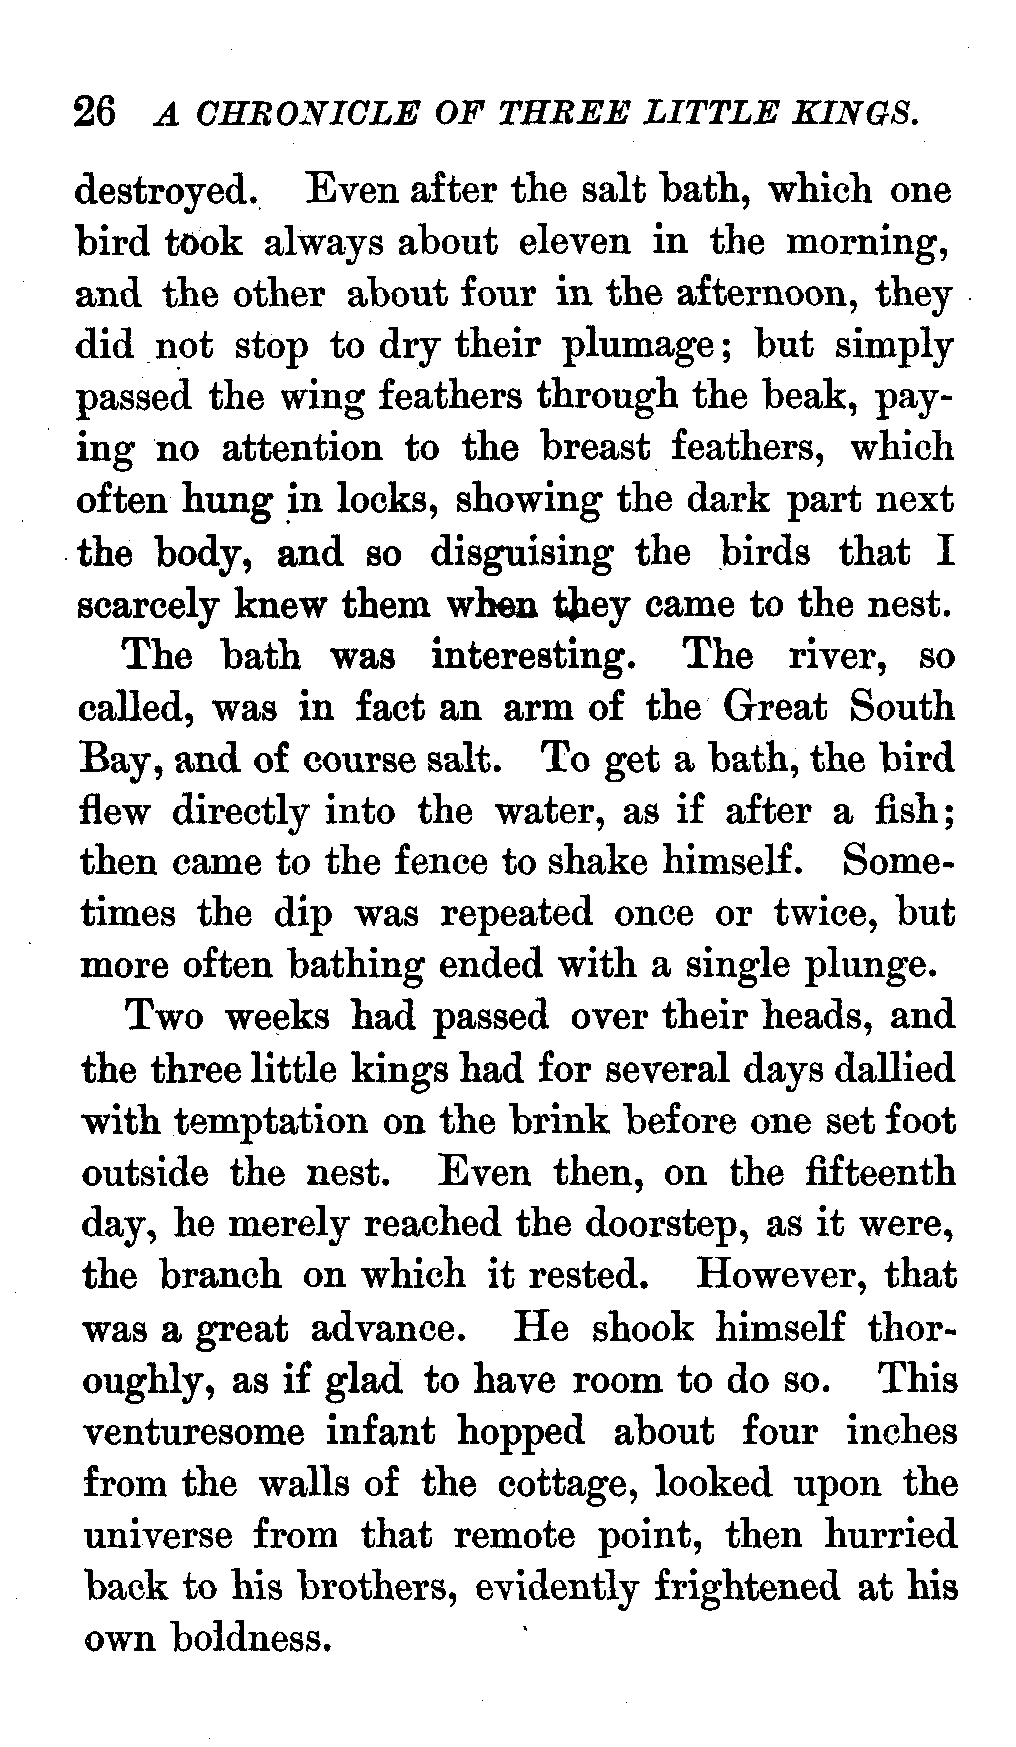 26 A CHRONICLE OF THREE LITTLE KINGS.
destroyed. Even after the salt bath, which one
bird took always about eleven in the morning,
and the other about four in the afternoon, they
did not stop to dry their plumage; but simply
passed the wing feathers through the beak, pay-
ing no attention to the breast feathers, which
often hung in locks, showing the dark part next
the body, and so disguising the birds that I
scarcely knew them when they came to the nest.
The bath was interesting. The river, so
called, was in fact an arm of the Great South
Bay, and of course salt. To get a bath, the bird
flew directly into the water, as if after a fish;
then came to the fence to shake himself. Some-
times the dip was repeated once or twice, but
more often bathing ended with a single plunge.
Two weeks had passed over their heads, and
the three little kings had for several days dallied
with temptation on the brink before one set foot
outside the nest. Even then, on the fifteenth
day, he merely reached the doorstep, as it were,
the branch on which it rested. However, that
was a great advance. He shook himself thor-
oughly, as if glad to have room to do so. This
venturesome infant hopped about four inches
from the walls of the cottage, looked upon the
universe from that remote point, then hurried
back to his brothers, evidently frightened at his
own boldness.